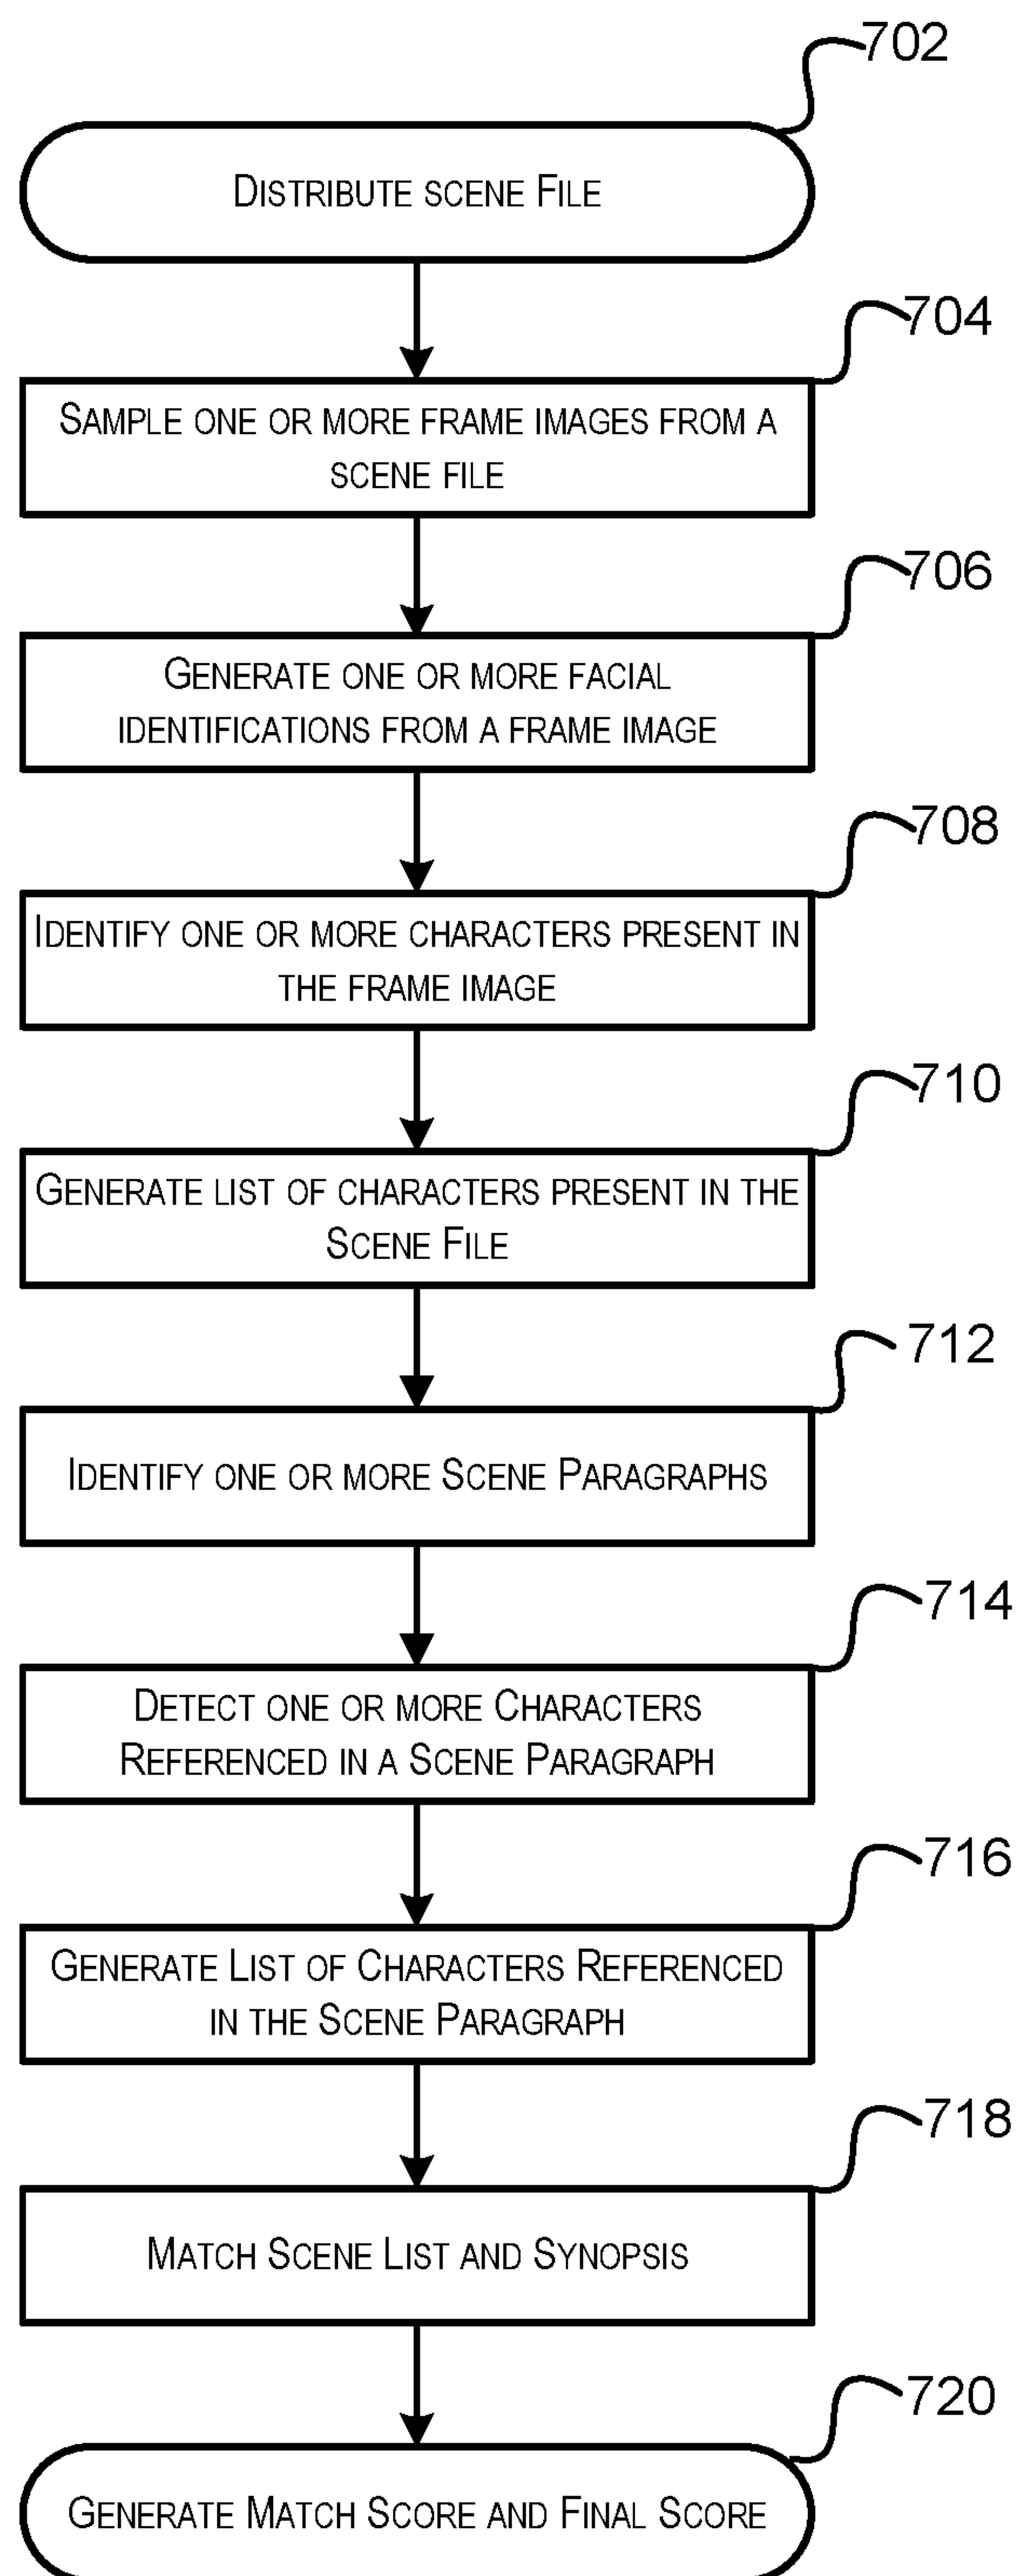 702
Distribute scene File
704
Sample one or more frame images from a
scene file
706
Generate one or more facial
identifications from a frame image
708
Identify one or more characters present in
the frame image
710
Generate list of characters present in the
Scene File
712
Identify one or more Scene Paragraphs
714
Detect one or more Characters
Referenced in a Scene Paragraph
716
Generate List of Characters Referenced
in the Scene Paragraph
718
Match Scene List and Synopsis
720
Generate Match Score and Final Score